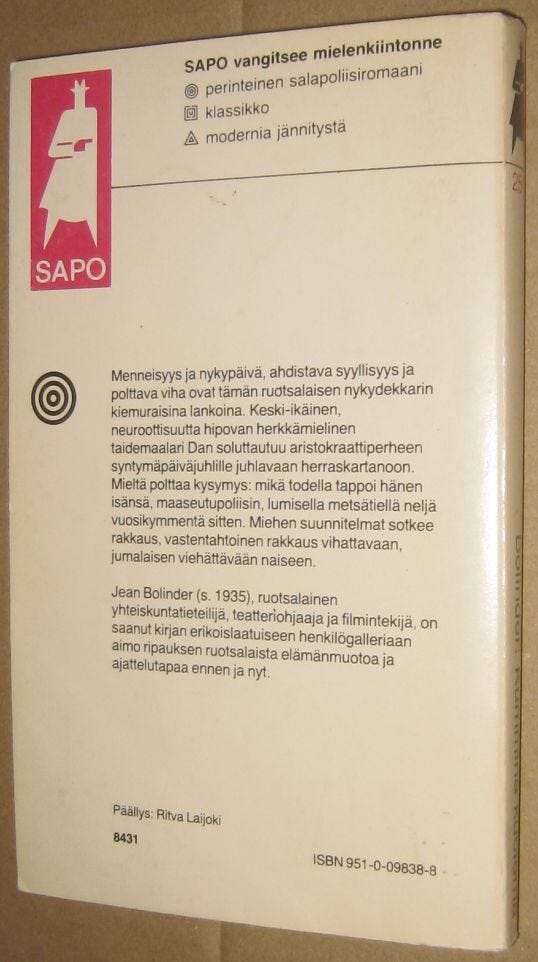 SAPO vangitsee mielenkiintonne
perinteinen salapoliisiromaani
klassikko
modernia jännitystä
SAPO
Menneisyys ja nykypäivä, ahdistava syyllisyys ja
polttava viha ovat tämän ruotsalaisen nykydekkarin
kiemuraisina lankoina. Keski-ikäinen,
neuroottisuutta hipovan herkkämielinen
taidemaalari Dan soluttautuu aristokraattiperheen
syntymäpäiväjuhlille juhlavaan herraskartanoon.
Mieltä polttaa kysymys: mikä todella tappoi hänen
isänsä, maaseutupoliisin, lumisella metsätiellä neljä
vuosikymmentä sitten. Miehen suunnitelmat sotkee
rakkaus, vastentahtoinen rakkaus vihattavaan,
jumalaisen viehättävään naiseen.
Jean Bolinder (s. 1935), ruotsalainen
yhteiskuntatieteilijä, teatteriohjaaja ja filmintekijä, on
saanut kirjan erikoislaatuiseen henkilögalleriaan
aimo ripauksen ruotsalaista elämänmuotoa ja
ajattelutapaa ennen ja nyt.
Päällys: Ritva Laijoki
8431
ISBN 951-0-09838-8